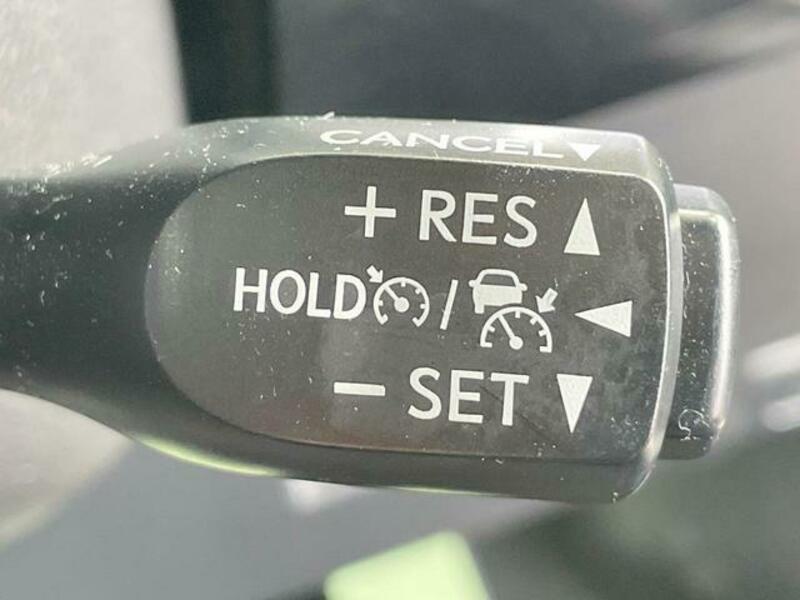 CANCEL▼
+ RES ▲
HOLD / ◀
− SET ▼